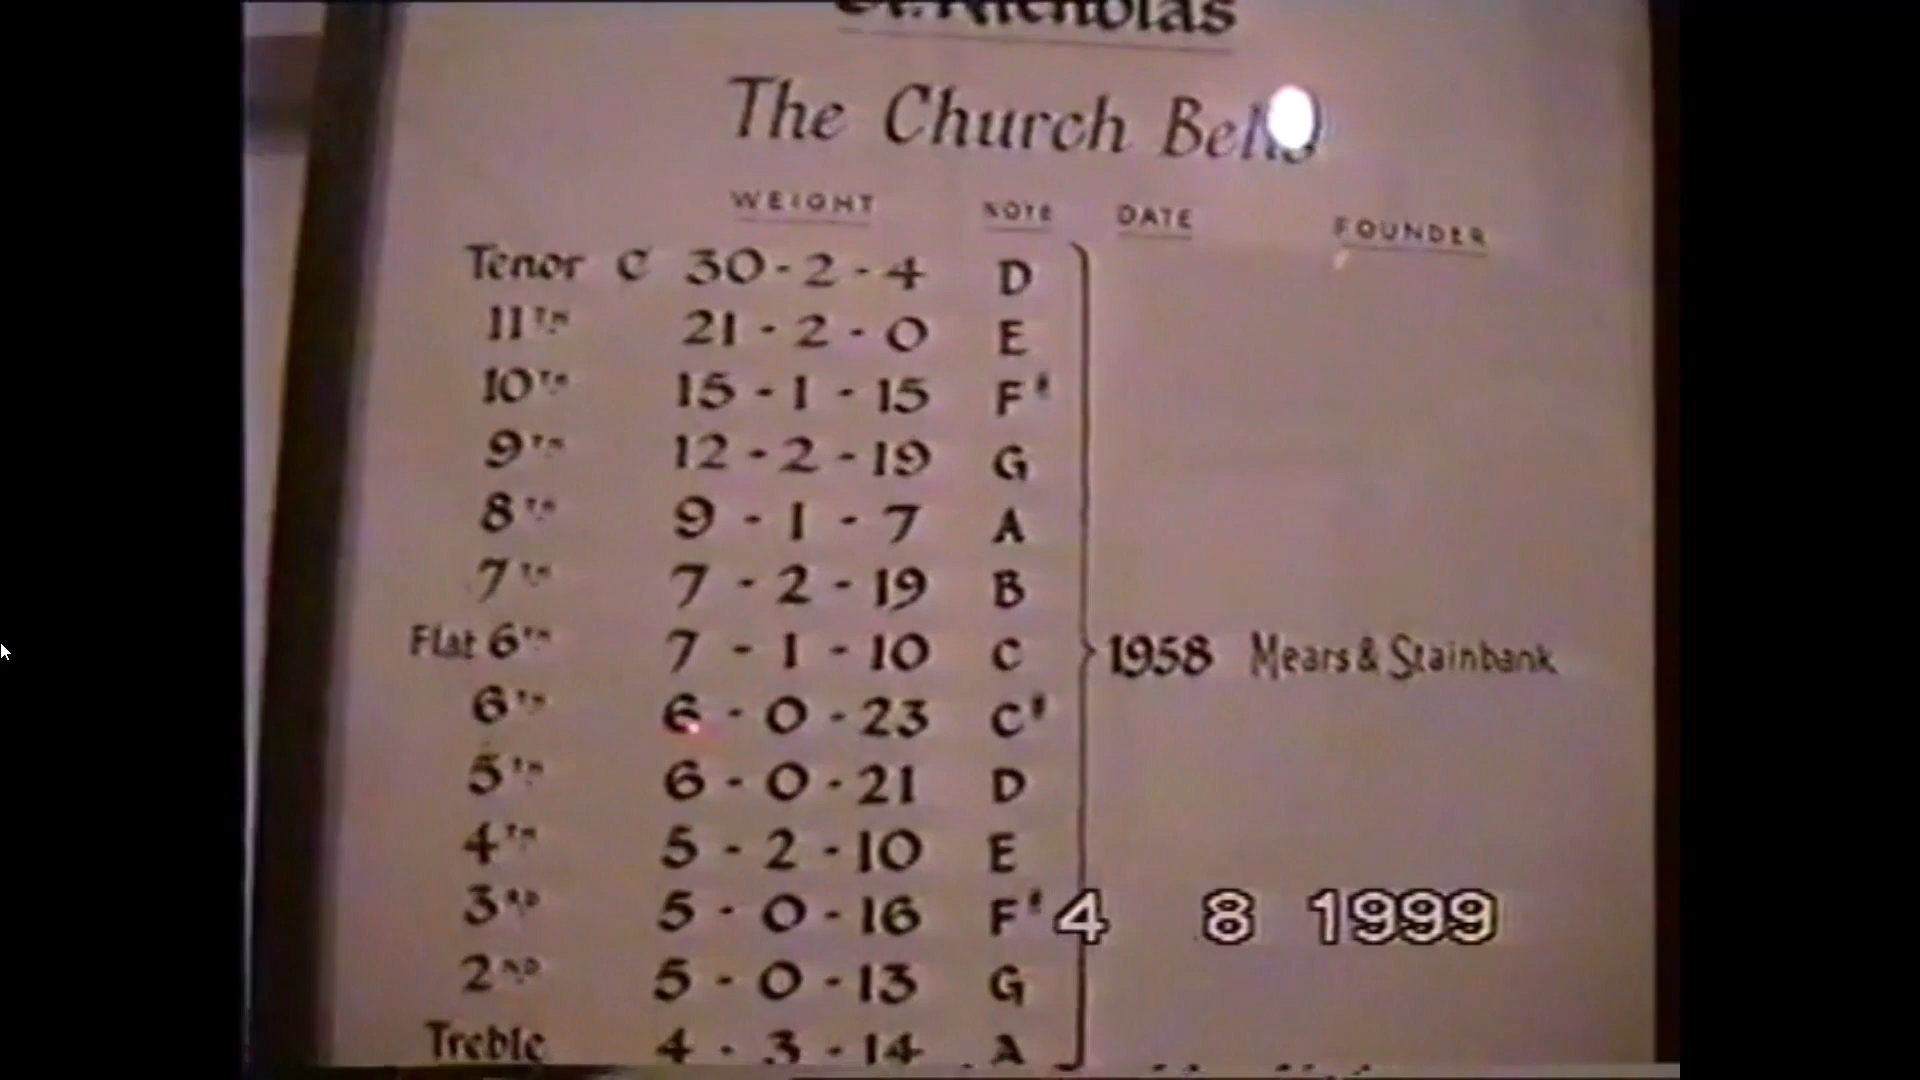 St. Nicholas
The Church Bells
WEIGHT NOTE DATE FOUNDER
Tenor C 30 - 2 - 4 D
11TH 21 - 2 - 0 E
10TH 15 - 1 - 15 F#
9TH 12 - 2 - 19 G
8TH 9 - 1 - 7 A
7TH 7 - 2 - 19 B
Flat 6TH 7 - 1 - 10 C 1958 Mears & Stainbank
6TH 6 - 0 - 23 C#
5TH 6 - 0 - 21 D
4TH 5 - 2 - 10 E
3RD 5 - 0 - 16 F#
4 8 1999
2ND 5 - 0 - 13 G
Treble 4 - 3 - 14 A